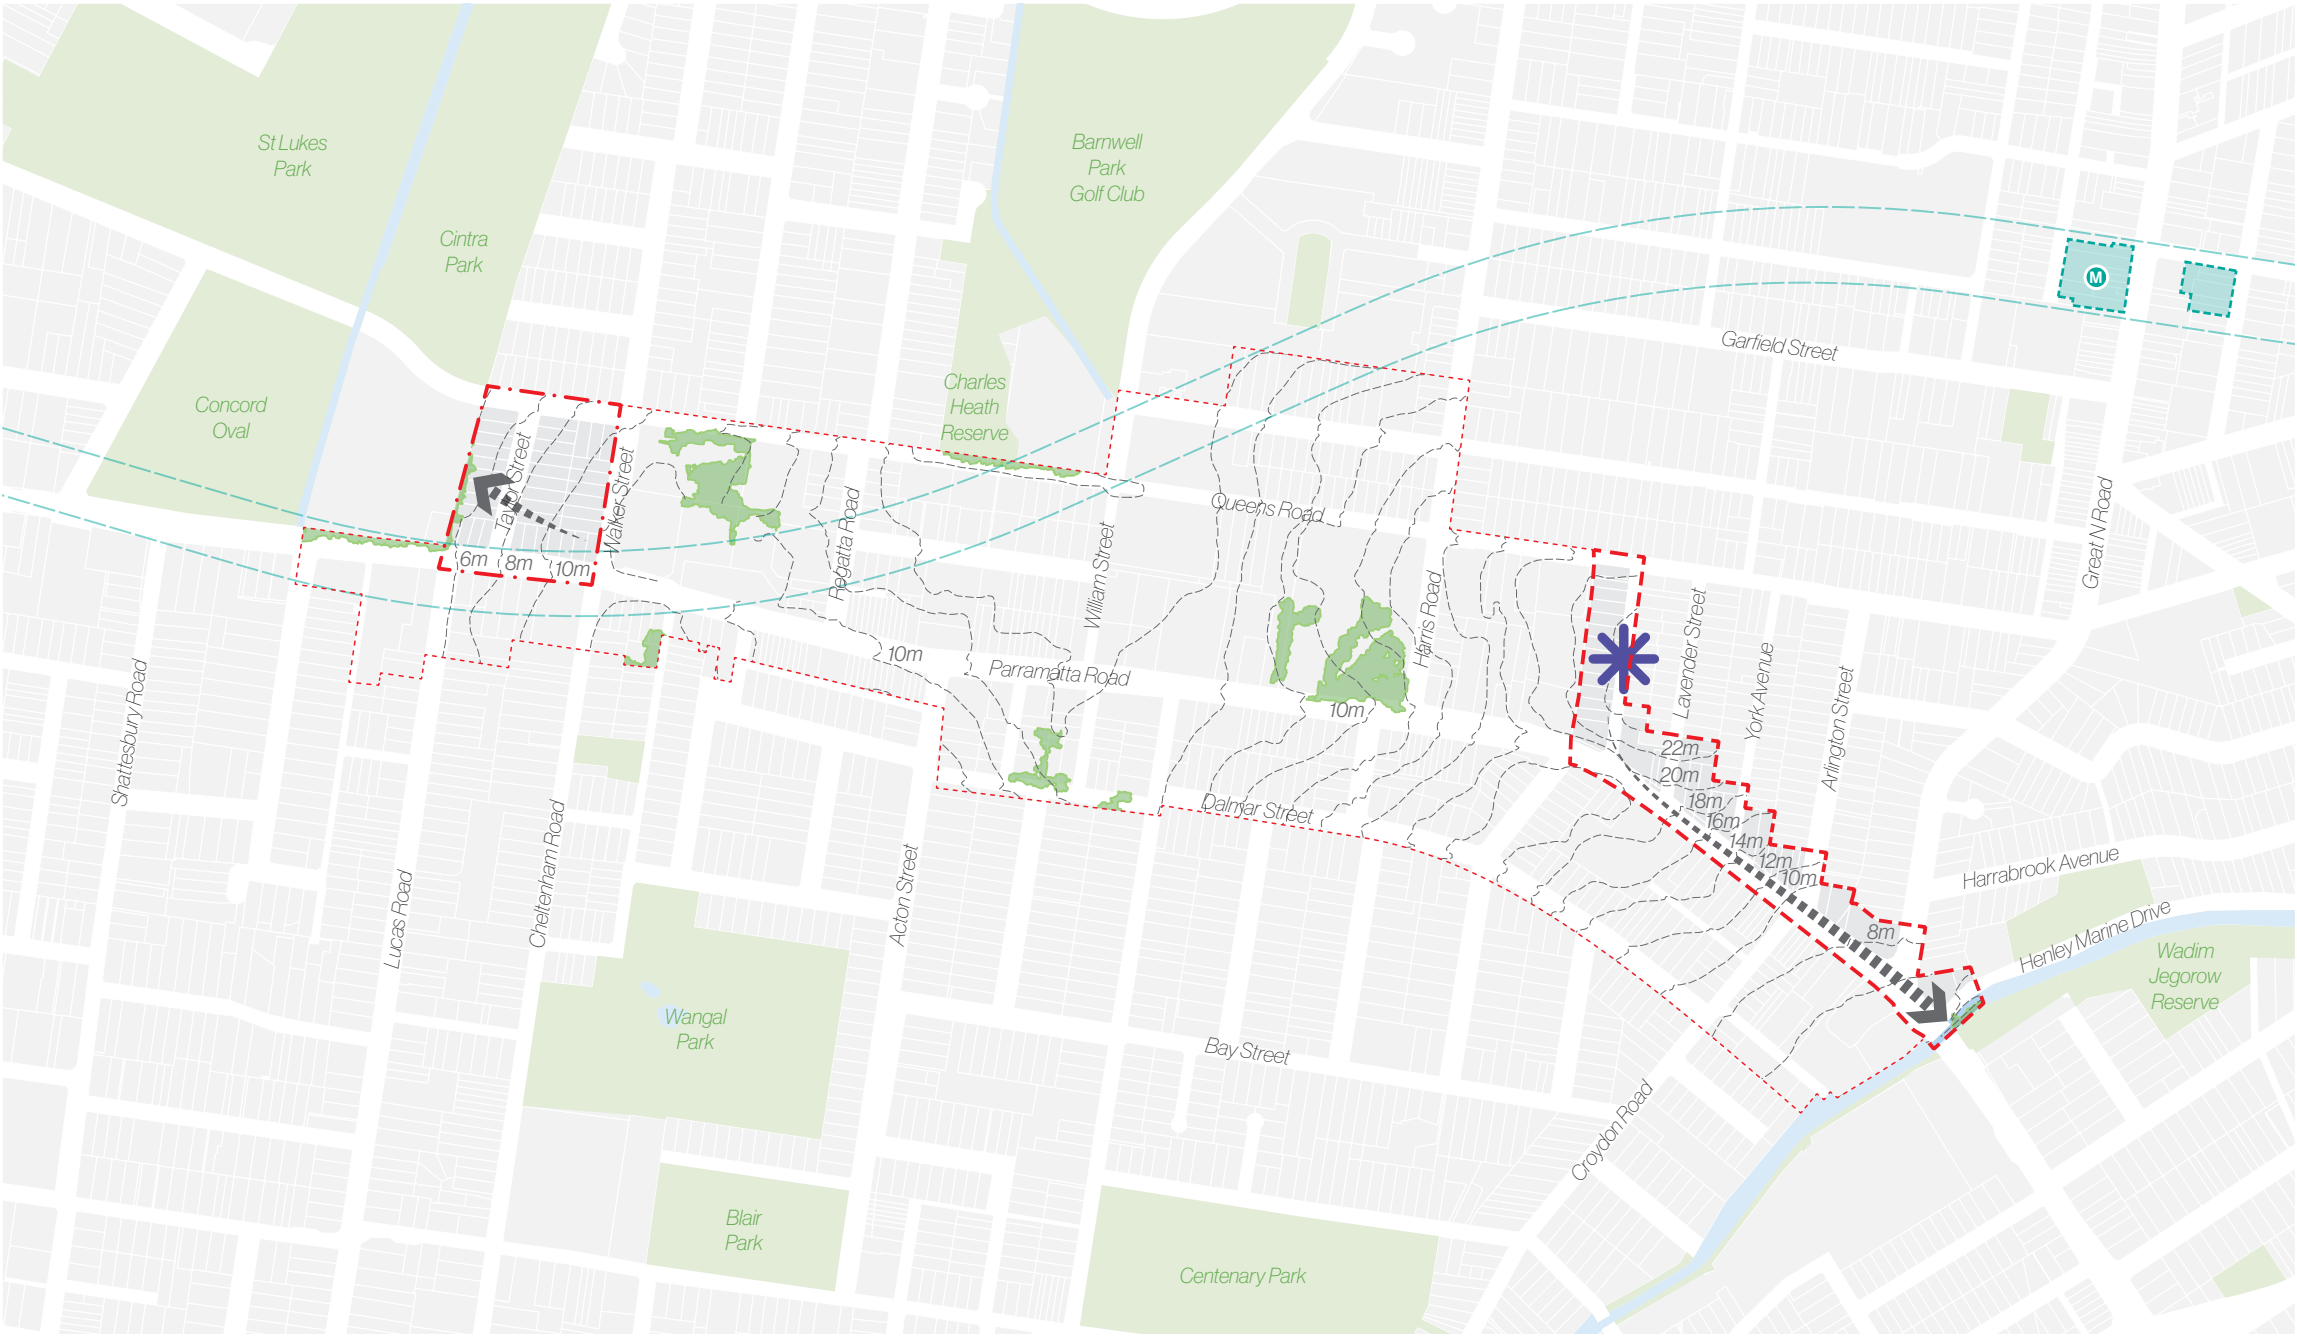 St Lukes
Park
Barnwell
Park
Golf Club
Cintra
Park
M
Garfield Street
Concord
Oval
Charles
Heath
Reserve
Taylor Street
Walker Street
Regatta Road
Queens Road
William Street
Great N Road
6m
8m
10m
Harris Road
Lavender Street
York Avenue
Arlington Street
10m
Parramatta Road
10m
Shattesbury Road
22m
20m
18m
16m
14m
12m
10m
8m
Dalmar Street
Lucas Road
Cheltenham Road
Acton Street
Harrabrook Avenue
Henley Marine Drive
Wadim
Jegorow
Reserve
Wangal
Park
Bay Street
Croydon Road
Blair
Park
Centenary Park